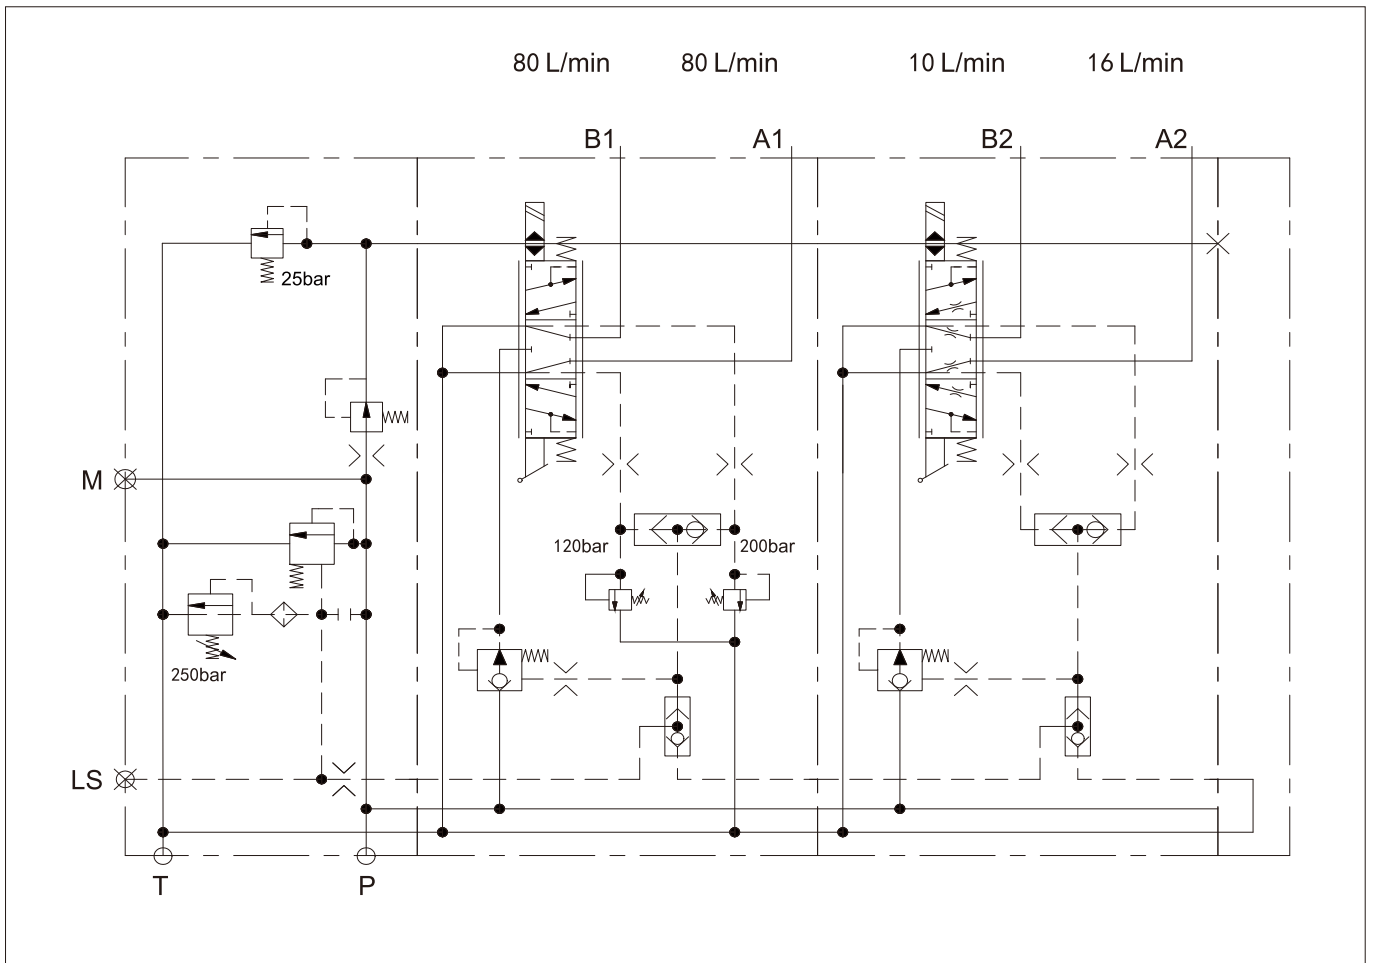 80 L/min 80 L/min 10 L/min 16 L/min
B1 A1 B2 A2
25bar
M
120bar 200bar
250bar
LS
T P